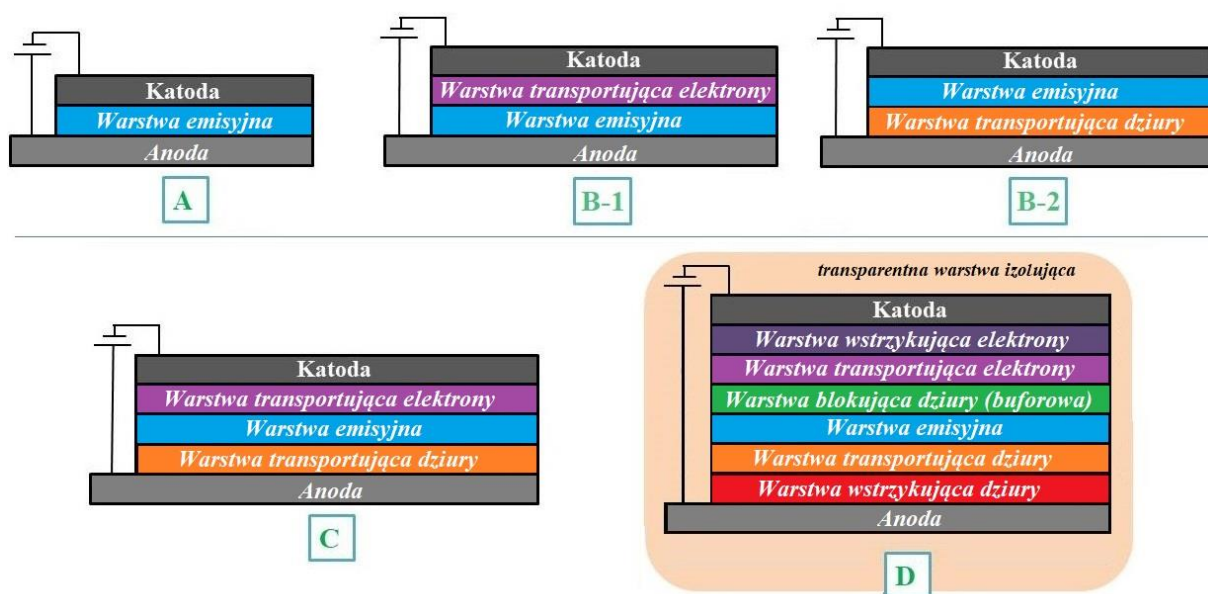 Katoda
Warstwa emisyjna
Anoda
A
Katoda
Warstwa transportująca elektrony
Warstwa emisyjna
Anoda
B-1
Katoda
Warstwa emisyjna
Warstwa transportująca dziury
Anoda
B-2
Katoda
Warstwa transportująca elektrony
Warstwa emisyjna
Warstwa transportująca dziury
Anoda
C
transparentna warstwa izolująca
Katoda
Warstwa wstrzykująca elektrony
Warstwa transportująca elektrony
Warstwa blokująca dziury (buforowa)
Warstwa emisyjna
Warstwa transportująca dziury
Warstwa wstrzykująca dziury
Anoda
D